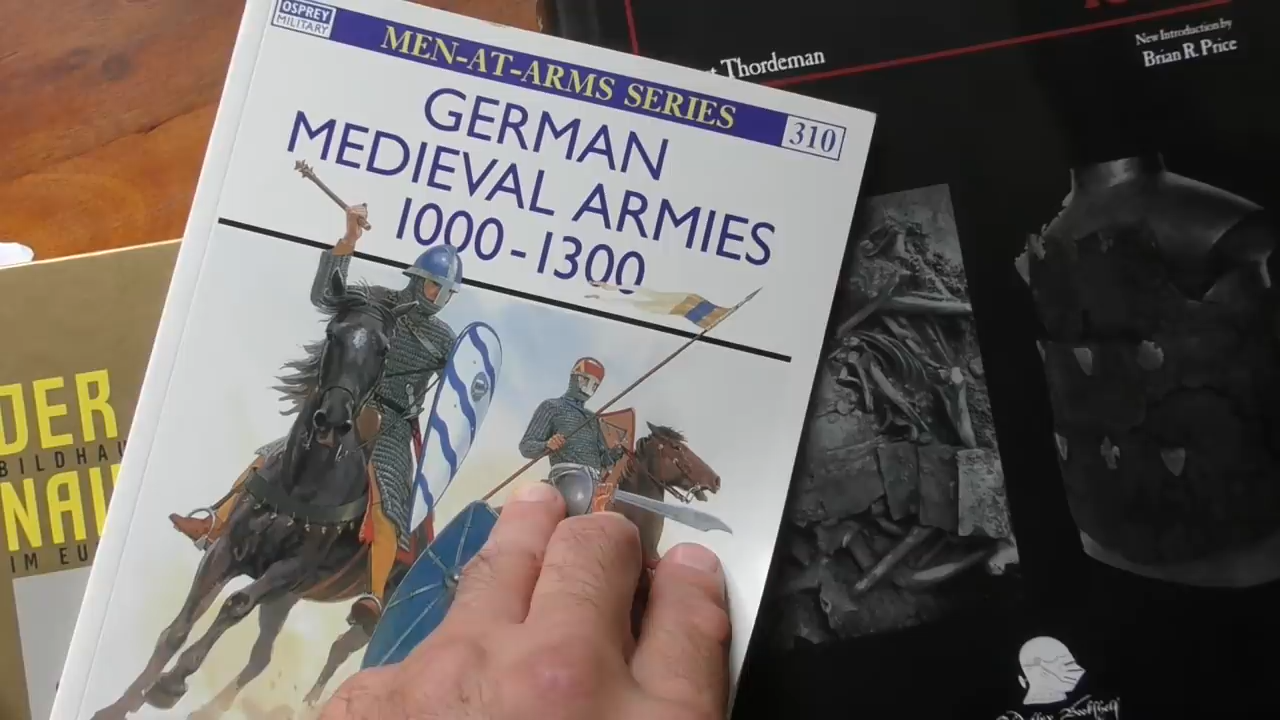 OSPREY
MILITARY
MEN-AT-ARMS SERIES
310
GERMAN
MEDIEVAL ARMIES
1000-1300
Thordeman
New Introduction by
Brian R. Price
DER
BILDHAU
NAU
IM EU